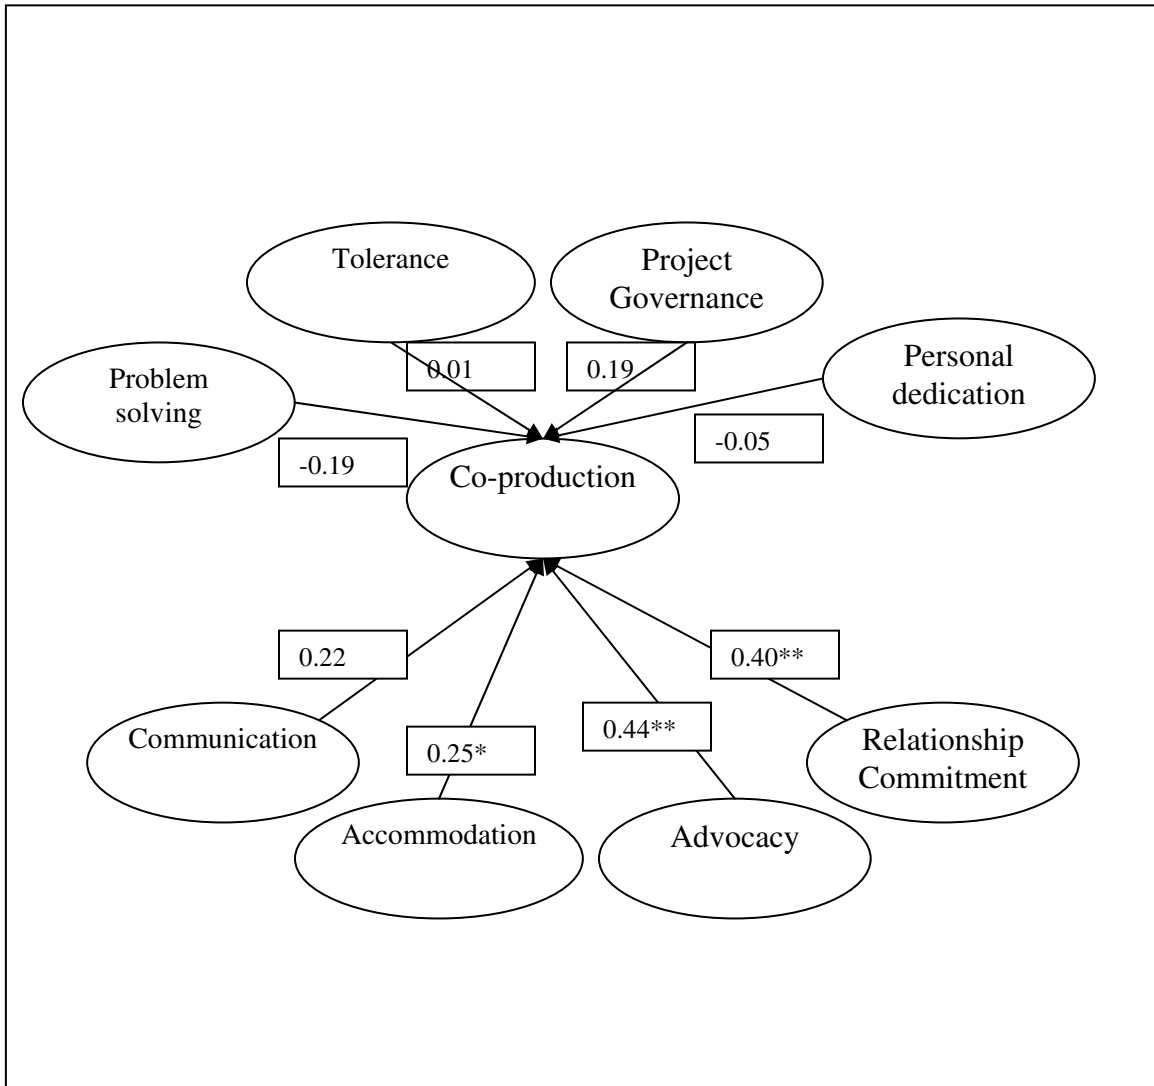 Tolerance
Project
Governance
Personal
dedication
Problem
solving
0.01
0.19
-0.05
-0.19
Co-production
0.22
0.40**
0.44**
0.25*
Communication
Relationship
Commitment
Accommodation
Advocacy